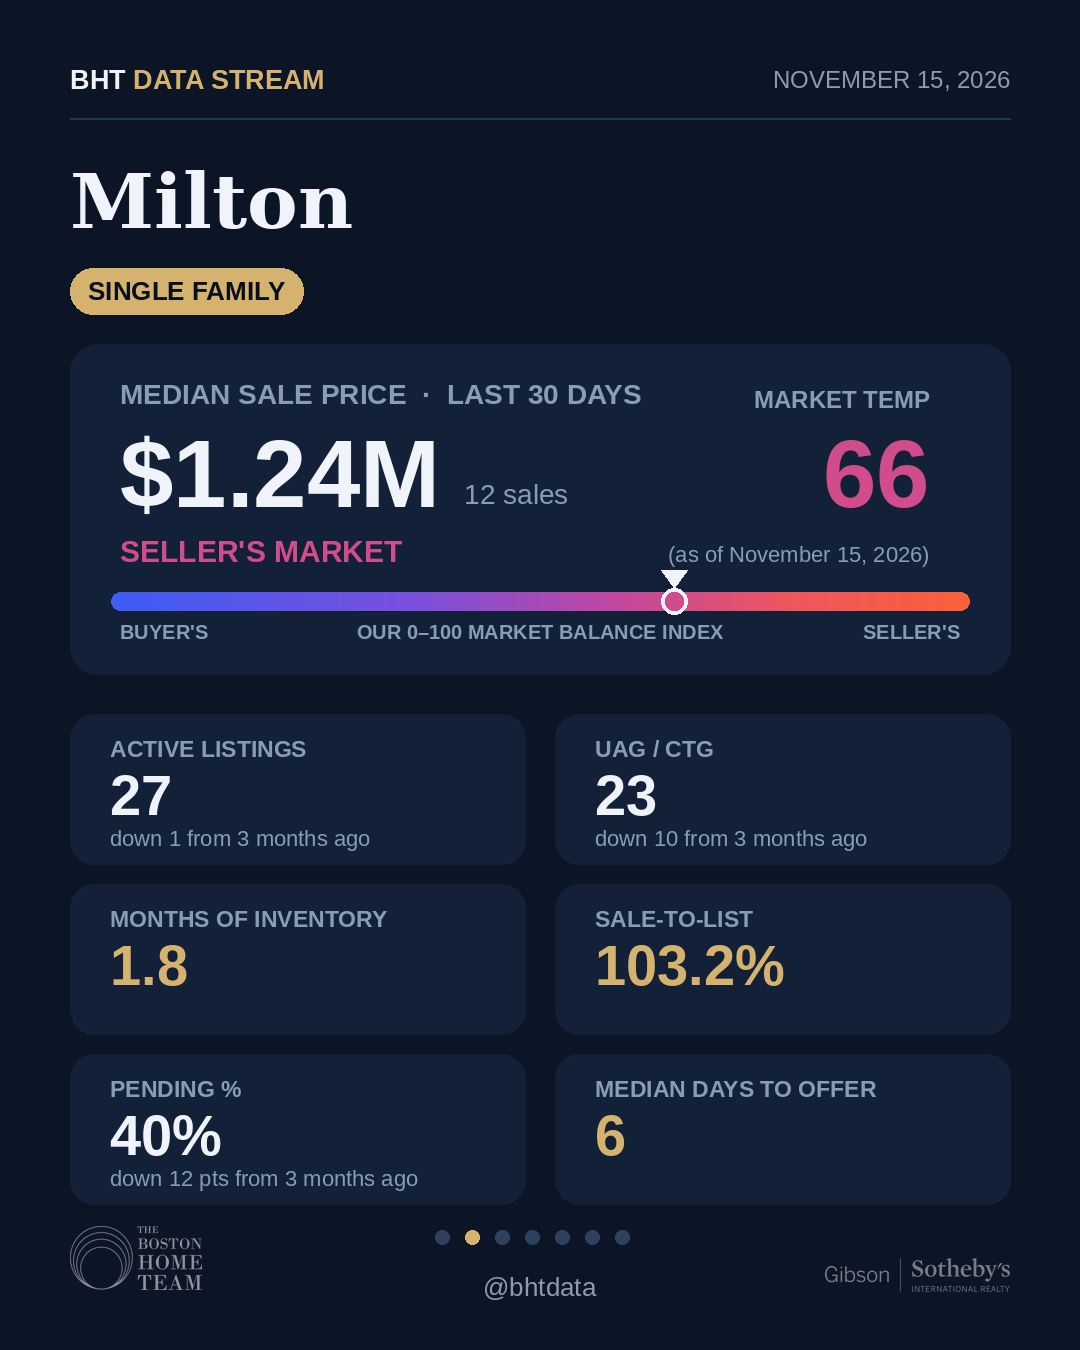 BHT DATA STREAM
NOVEMBER 15, 2026
Milton
SINGLE FAMILY
MEDIAN SALE PRICE · LAST 30 DAYS
MARKET TEMP
$1.24M 12 sales
66
SELLER'S MARKET
(as of November 15, 2026)
BUYER'S
OUR 0–100 MARKET BALANCE INDEX
SELLER'S
ACTIVE LISTINGS
27
down 1 from 3 months ago
UAG / CTG
23
down 10 from 3 months ago
MONTHS OF INVENTORY
1.8
SALE-TO-LIST
103.2%
PENDING %
40%
down 12 pts from 3 months ago
MEDIAN DAYS TO OFFER
6
THE
BOSTON
HOME
TEAM
@bhtdata
Gibson
Sotheby's
INTERNATIONAL REALTY